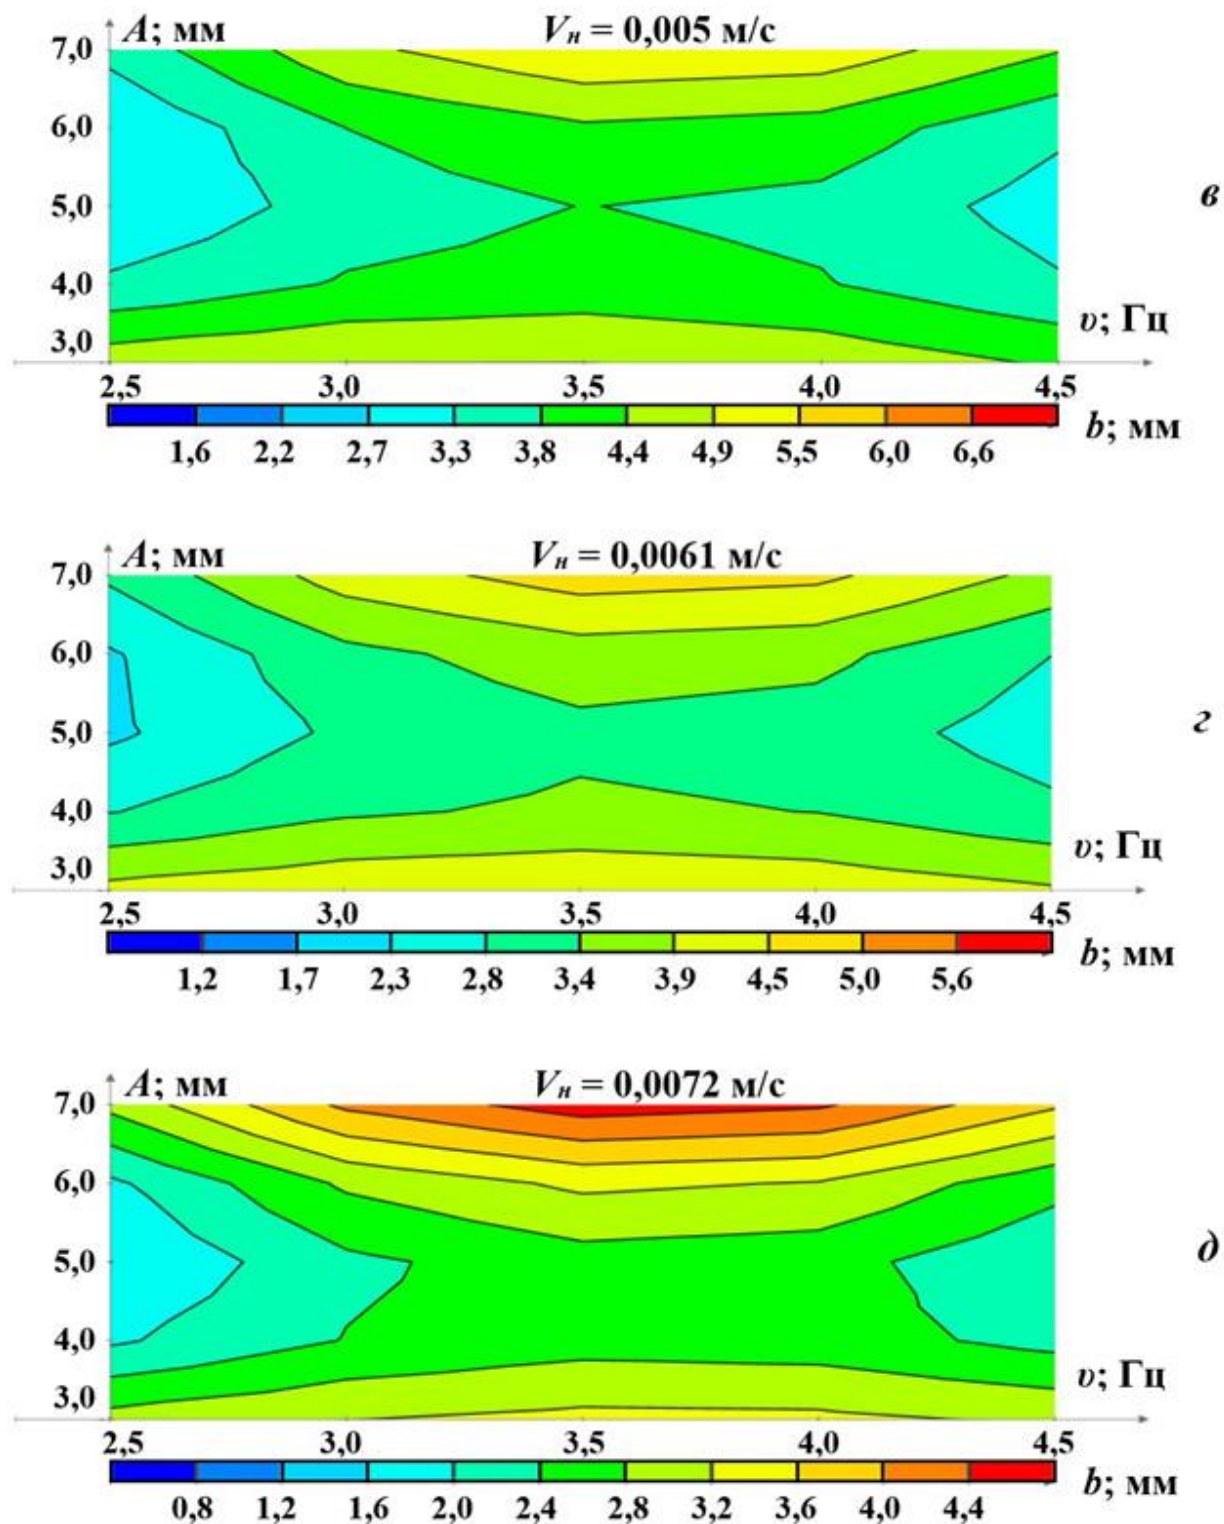 A; мм Vн = 0,005 м/с
7,0
6,0
5,0
в
4,0
υ; Гц
3,0
2,5 3,0 3,5 4,0 4,5
b; мм
1,6 2,2 2,7 3,3 3,8 4,4 4,9 5,5 6,0 6,6
A; мм Vн = 0,0061 м/с
7,0
6,0
5,0
г
4,0
υ; Гц
3,0
2,5 3,0 3,5 4,0 4,5
b; мм
1,2 1,7 2,3 2,8 3,4 3,9 4,5 5,0 5,6
A; мм Vн = 0,0072 м/с
7,0
6,0
5,0
д
4,0
υ; Гц
3,0
2,5 3,0 3,5 4,0 4,5
b; мм
0,8 1,2 1,6 2,0 2,4 2,8 3,2 3,6 4,0 4,4